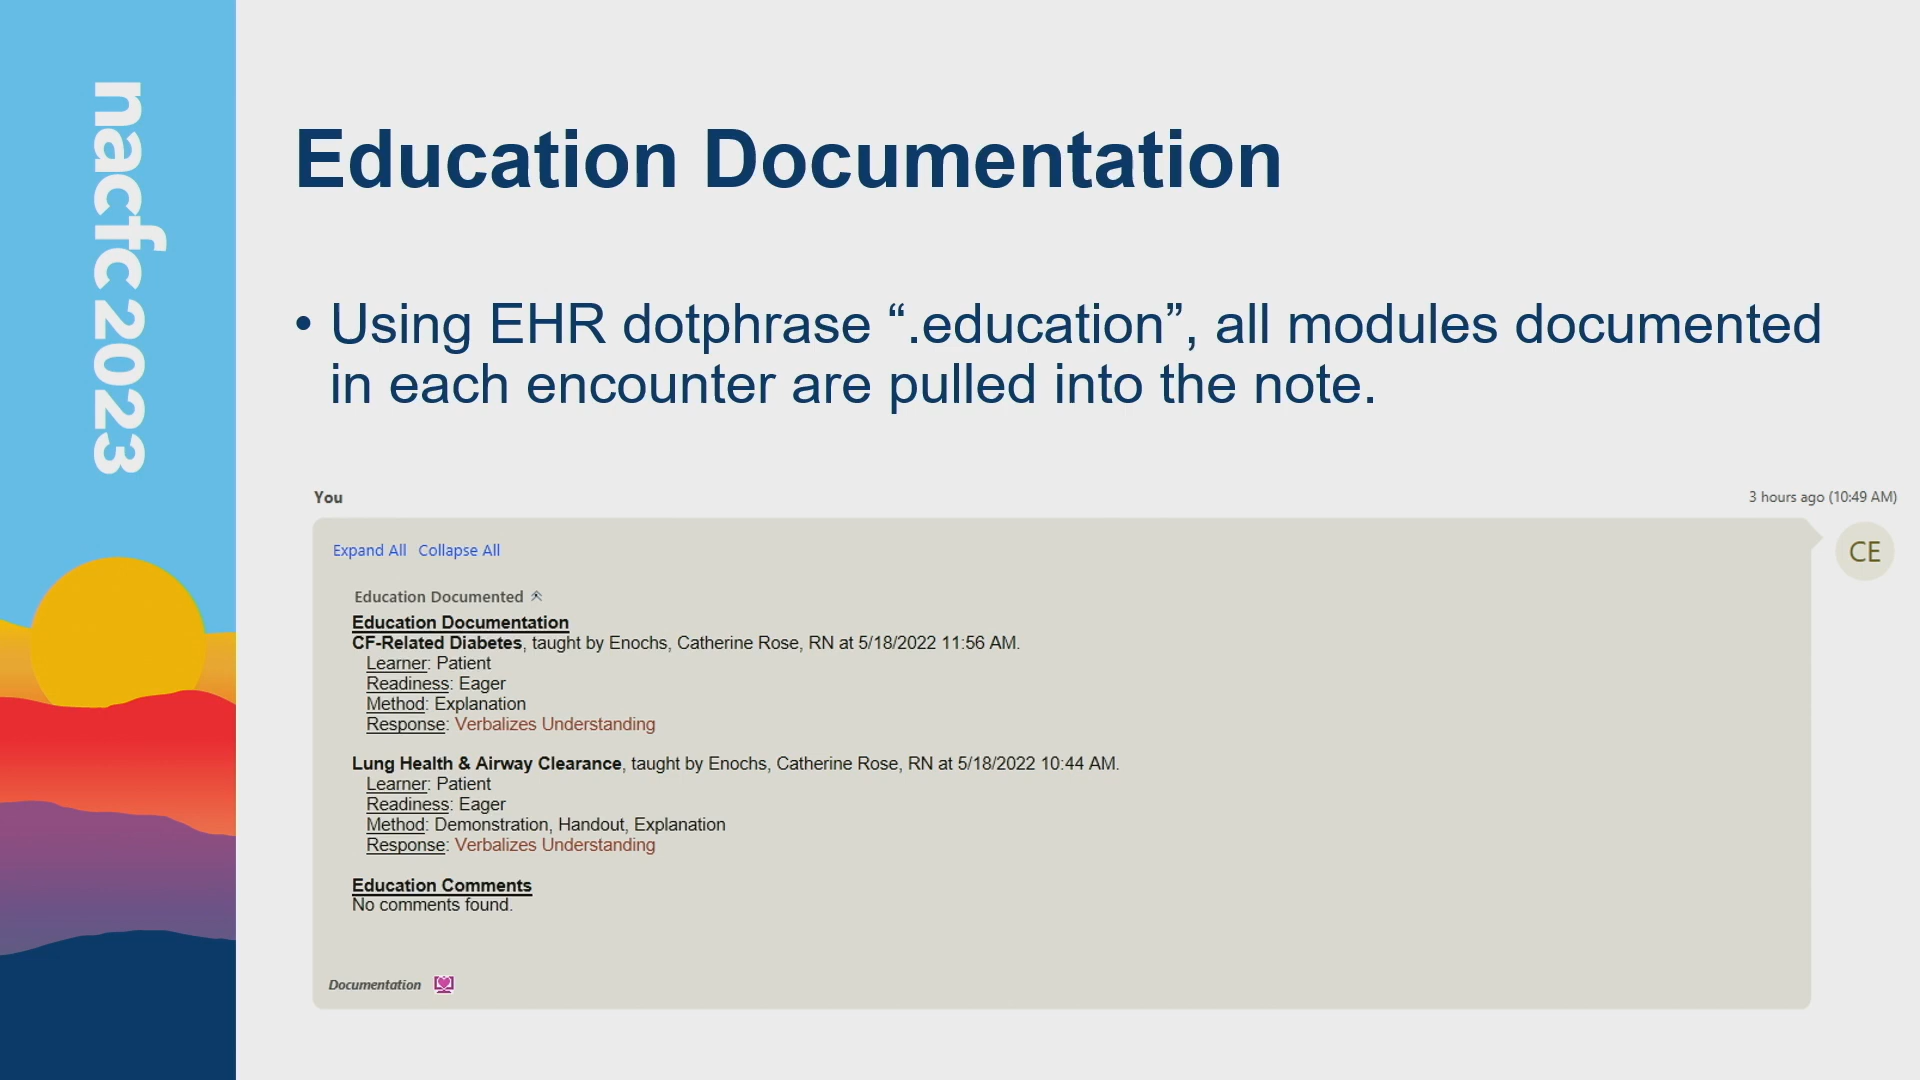 nacfc 2023
Education Documentation
• Using EHR dotphrase “.education”, all modules documented
in each encounter are pulled into the note.
You
3 hours ago (10:49 AM)
CE
Expand All Collapse All
Education Documented
Education Documentation
CF-Related Diabetes, taught by Enochs, Catherine Rose, RN at 5/18/2022 11:56 AM.
Learner: Patient
Readiness: Eager
Method: Explanation
Response: Verbalizes Understanding
Lung Health & Airway Clearance, taught by Enochs, Catherine Rose, RN at 5/18/2022 10:44 AM.
Learner: Patient
Readiness: Eager
Method: Demonstration, Handout, Explanation
Response: Verbalizes Understanding
Education Comments
No comments found.
Documentation